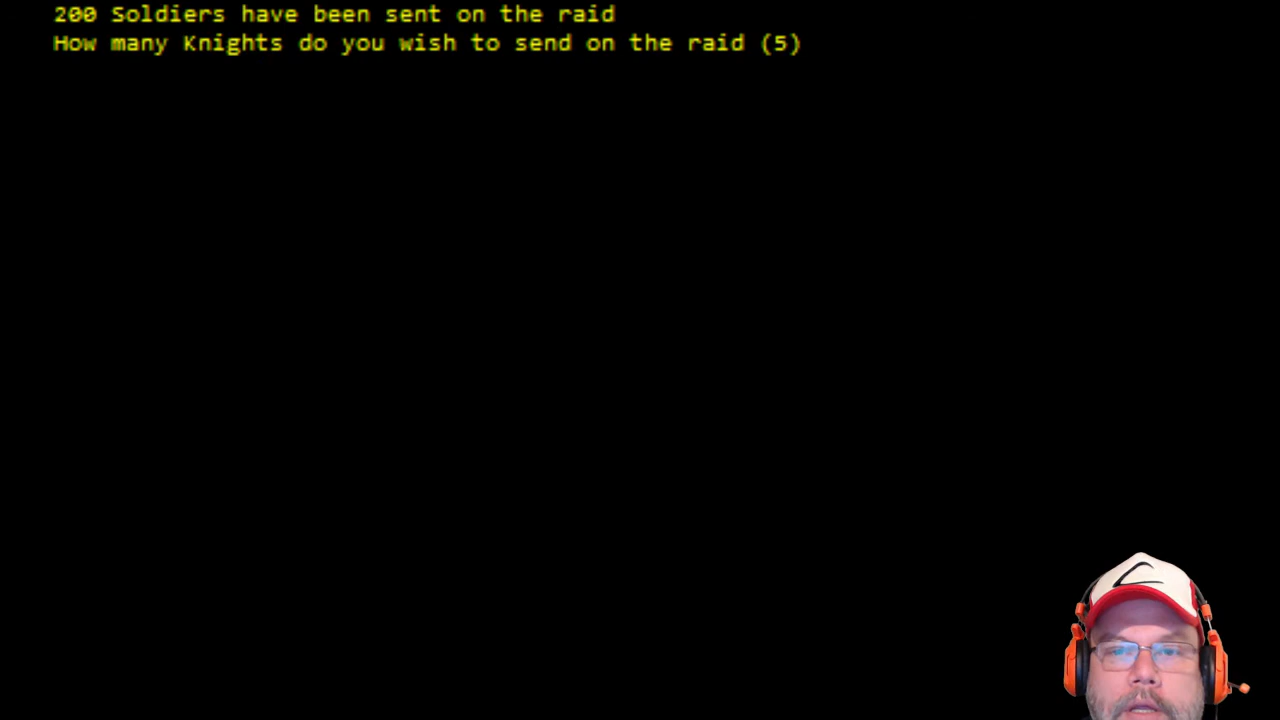 200 Soldiers have been sent on the raid
How many Knights do you wish to send on the raid (5)